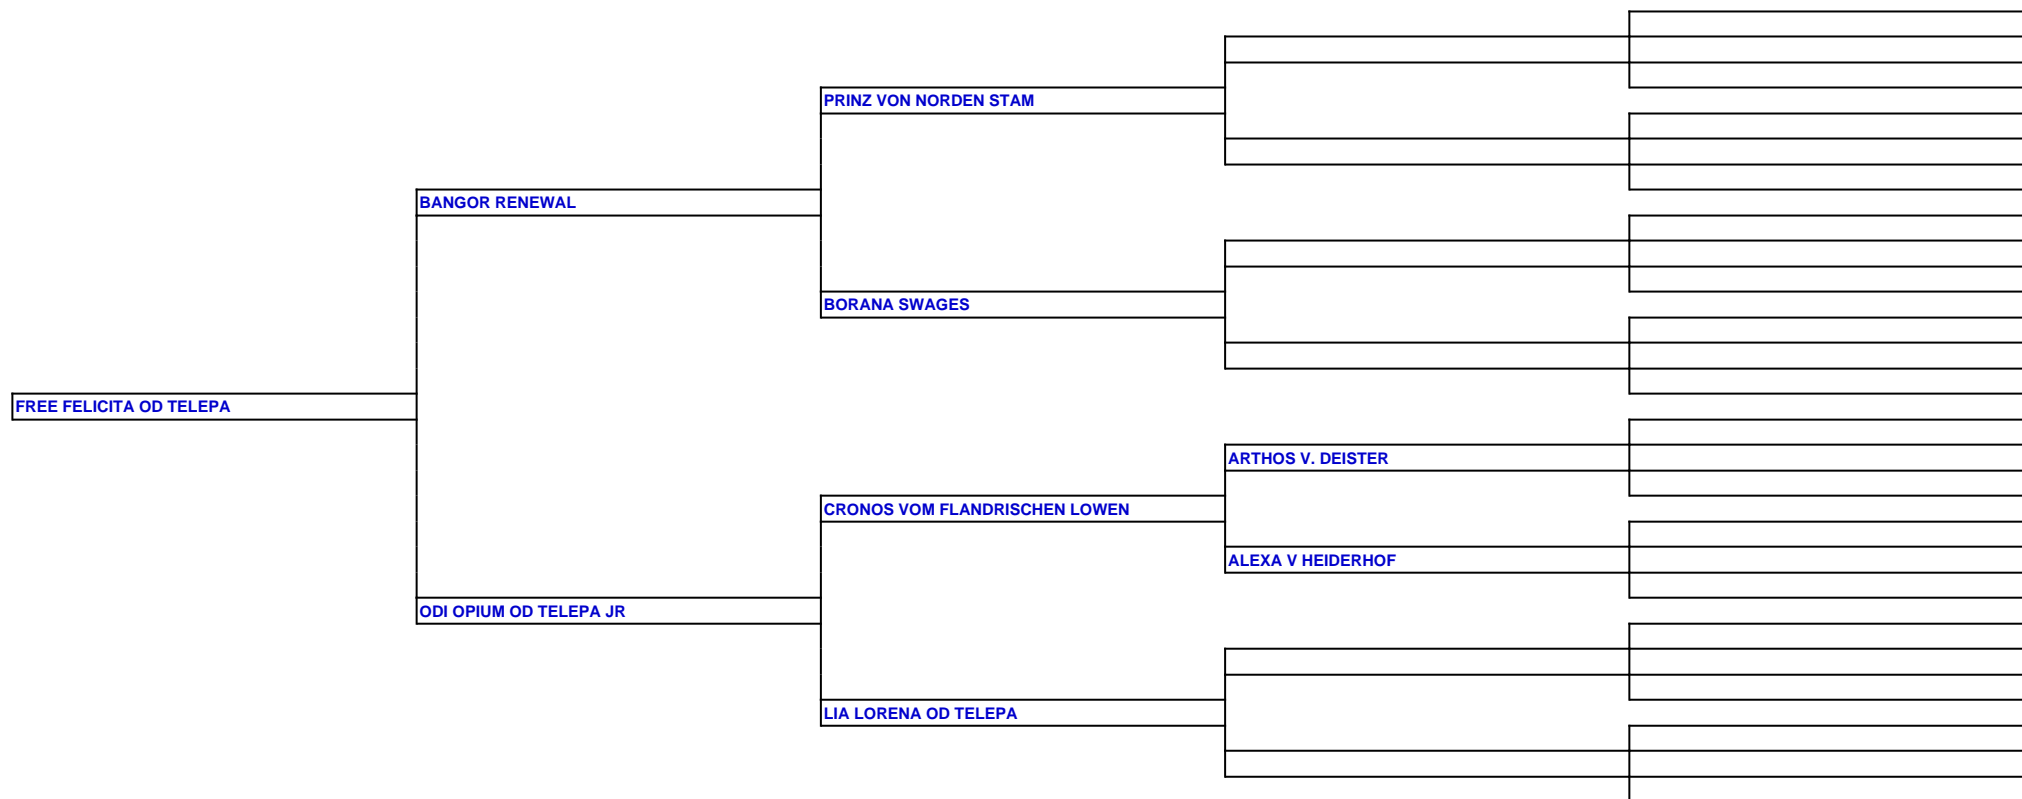 PRINZ VON NORDEN STAM
BANGOR RENEWAL
BORANA SWAGES
FREE FELICITA OD TELEPA
ARTHOS V. DEISTER
CRONOS VOM FLANDRISCHEN LOWEN
ALEXA V HEIDERHOF
ODI OPIUM OD TELEPA JR
LIA LORENA OD TELEPA